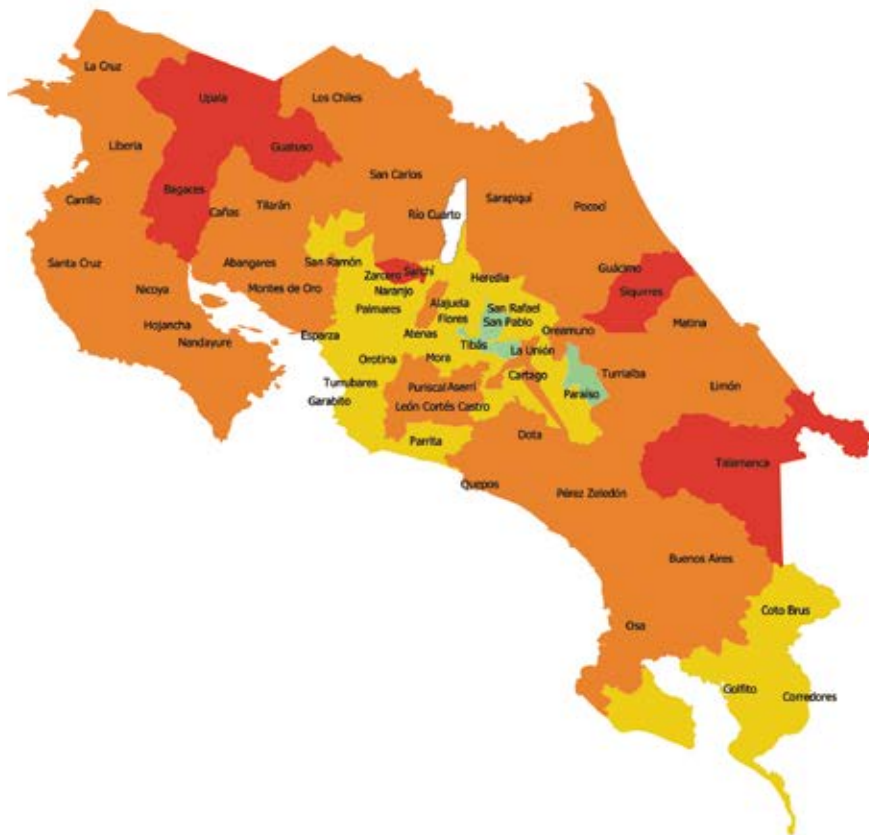 La Cruz
Upala
Los Chiles
Liberia
Guatuso
San Carlos
Bagaces
Carrillo
Cañas
Tilarán
Río Cuarto
Sarapiquí
Pococí
Santa Cruz
Abangares
San Ramón
Zarcero
Sarchí
Heredia
Guácimo
Nicoya
Montes de Oro
Naranjo
Siquirres
Palmares
Alajuela
San Rafael
Hojancha
Flores
San Pablo
Matina
Nandayure
Esparza
Atenas
Tibás
Oreamuno
La Unión
Orotina
Mora
Turrialba
Turrubares
Puriscal
Aserrí
Cartago
Limón
Garabito
León Cortés Castro
Paraíso
Parrita
Dota
Talamanca
Quepos
Pérez Zeledón
Buenos Aires
Coto Brus
Osa
Golfito
Corredores